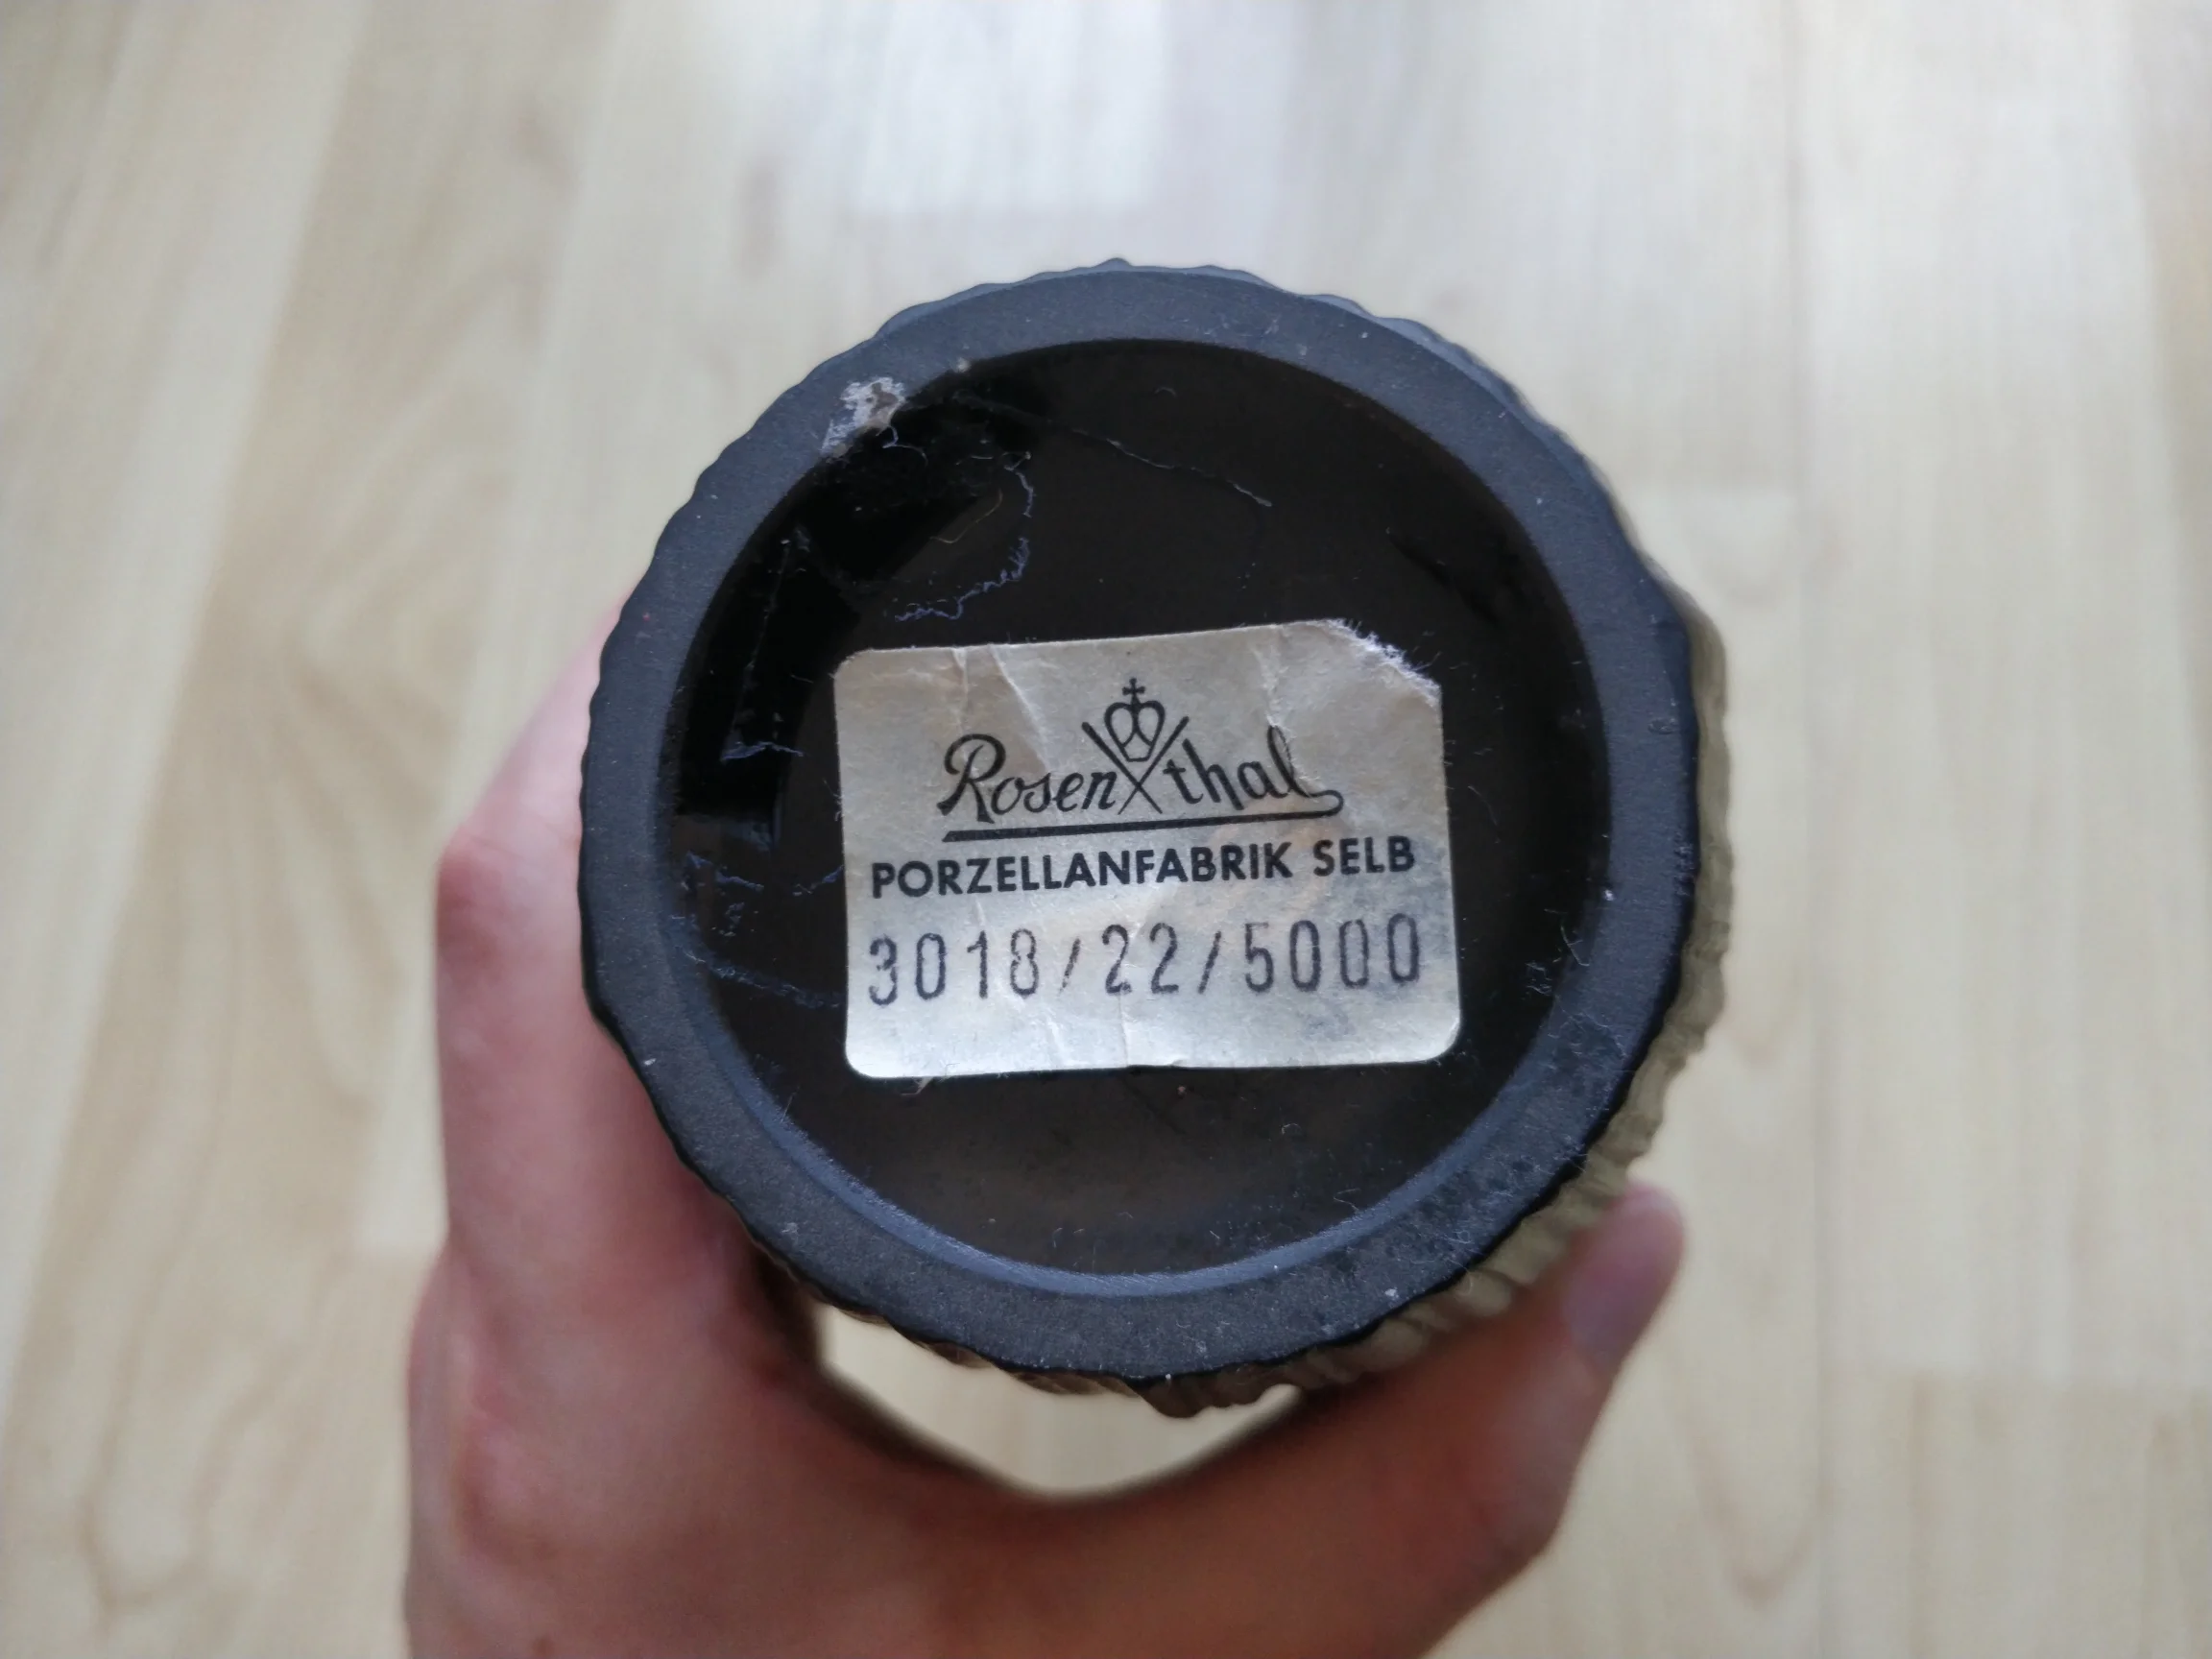 Rosenthal
PORZELLANFABRIK SELB
3018/22/5000